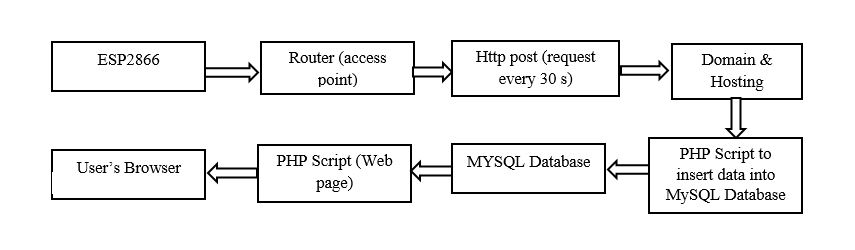 ESP2866
Router (access
point)
Http post (request
every 30 s)
Domain &
Hosting
PHP Script to
insert data into
MySQL Database
MYSQL Database
PHP Script (Web
page)
User’s Browser